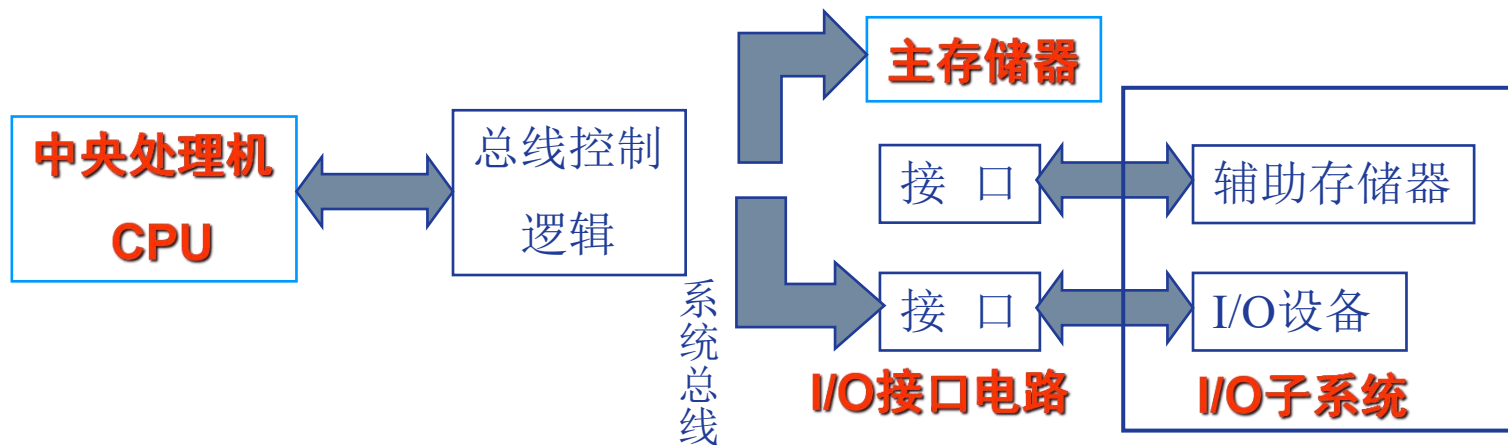 主存储器
中央处理机
CPU
总线控制
逻辑
接 口
辅助存储器
系统总线
接 口
I/O设备
I/O接口电路
I/O子系统